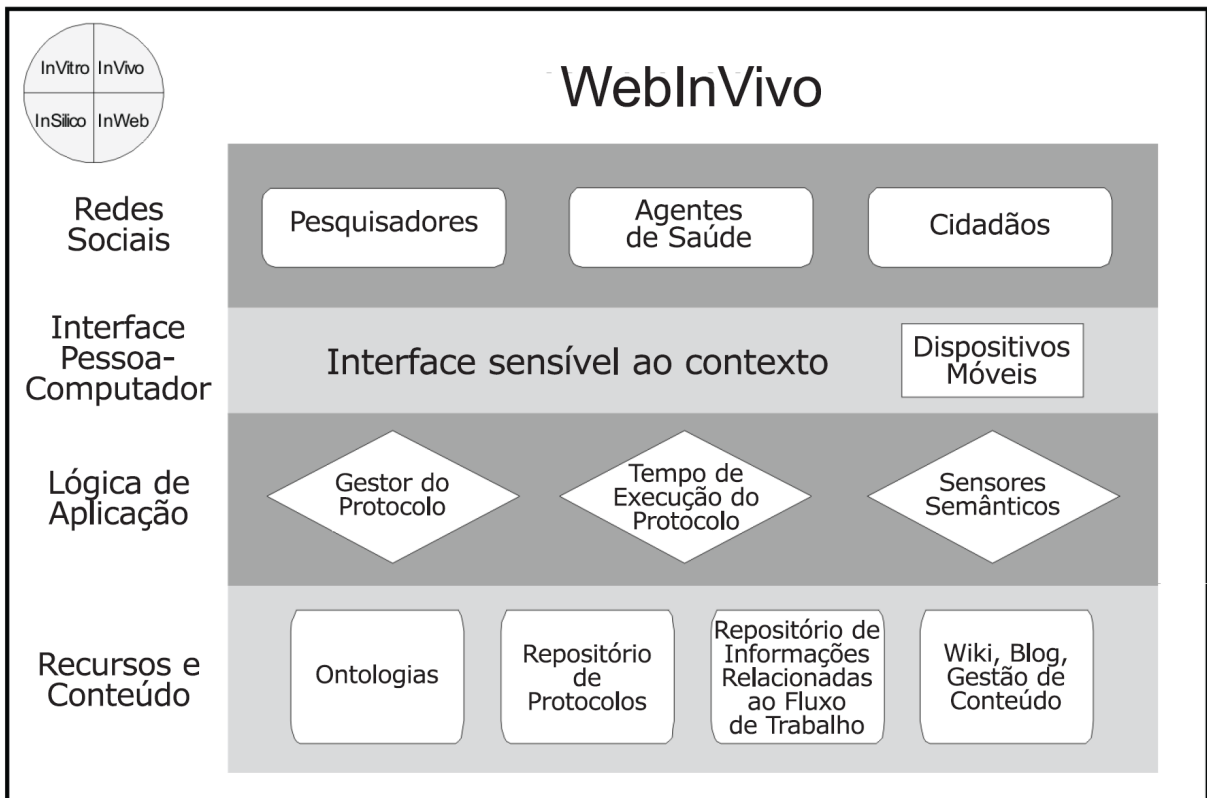 InVitro InVivo
InSilico InWeb
WebInVivo
Redes
Sociais
Pesquisadores
Agentes
de Saúde
Cidadãos
Interface
Pessoa-
Computador
Interface sensível ao contexto
Dispositivos
Móveis
Lógica de
Aplicação
Gestor do
Protocolo
Tempo de
Execução do
Protocolo
Sensores
Semânticos
Recursos e
Conteúdo
Ontologias
Repositório
de
Protocolos
Repositório de
Informações
Relacionadas
ao Fluxo
de Trabalho
Wiki, Blog,
Gestão de
Conteúdo